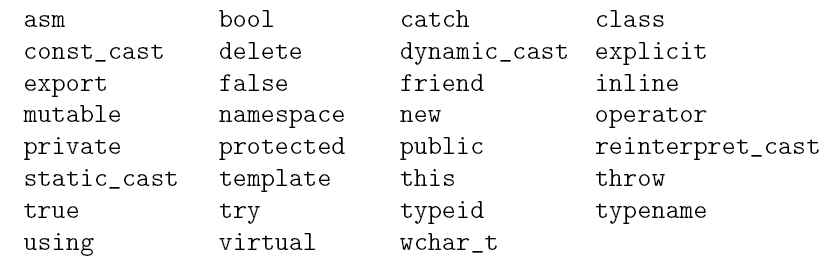 asm bool catch class
const_cast delete dynamic_cast explicit
export false friend inline
mutable namespace new operator
private protected public reinterpret_cast
static_cast template this throw
true try typeid typename
using virtual wchar_t